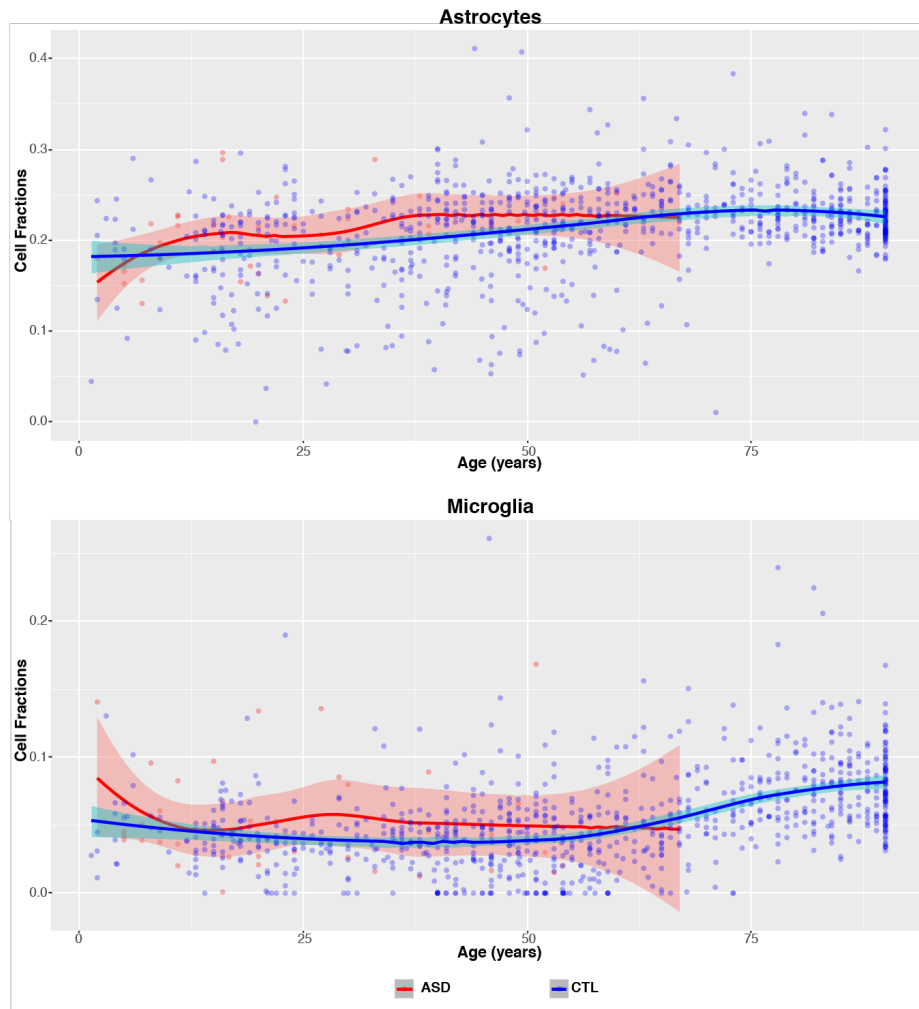 Astrocytes
Cell Fractions
0.4
0.3
0.2
0.1
0.0
0 25 50 75
Age (years)
Microglia
Cell Fractions
0.2
0.1
0.0
0 25 50 75
Age (years)
ASD CTL